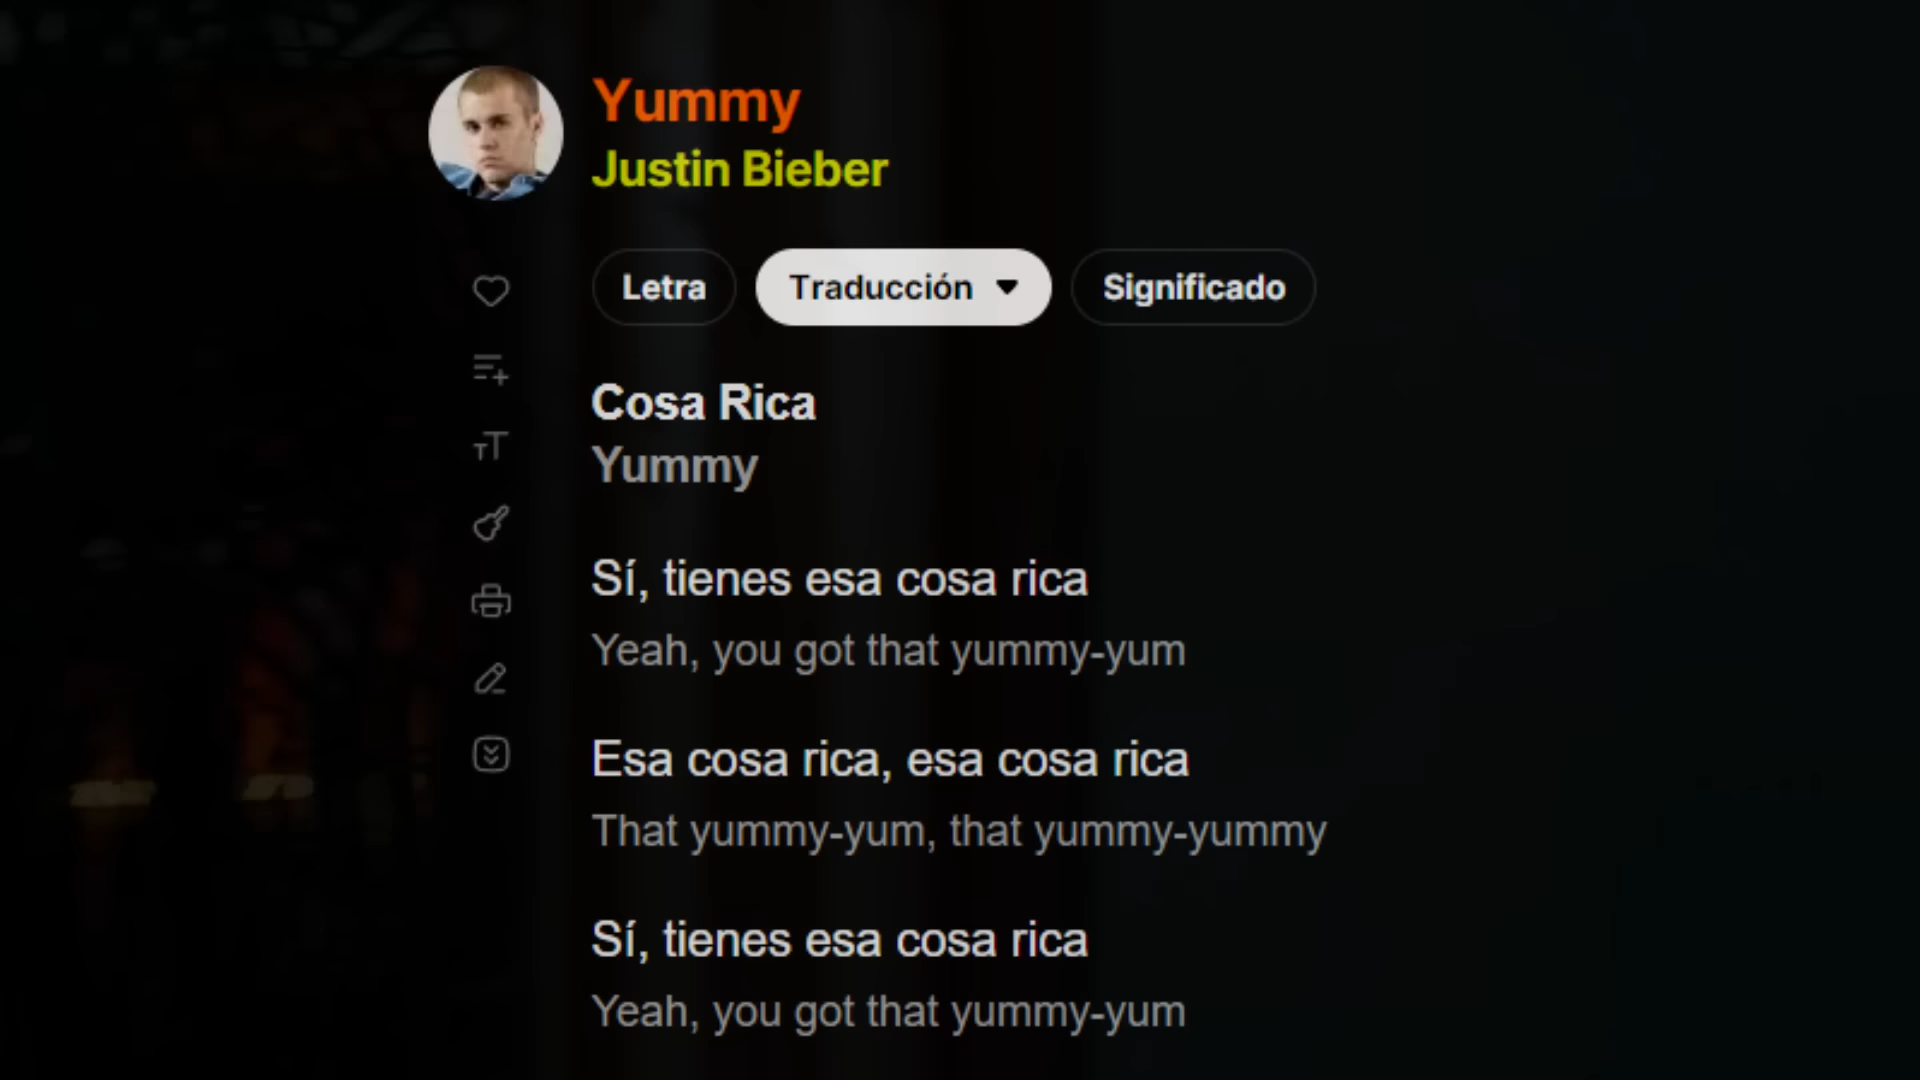 Yummy
Justin Bieber
Letra
Traducción
Significado
Cosa Rica
Yummy
Sí, tienes esa cosa rica
Yeah, you got that yummy-yum
Esa cosa rica, esa cosa rica
That yummy-yum, that yummy-yummy
Sí, tienes esa cosa rica
Yeah, you got that yummy-yum